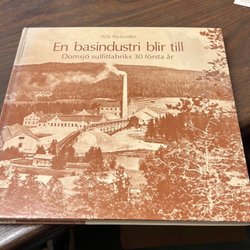 Nils Nylander
En basindustri blir till
Domsjö sulfitfabriks 30 första år